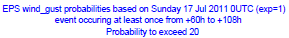 EPS wind_gust probabilities based on Sunday 17 Jul 2011 0UTC (exp=1)
event occuring at least once from +60h to +108h
Probability to exceed 20